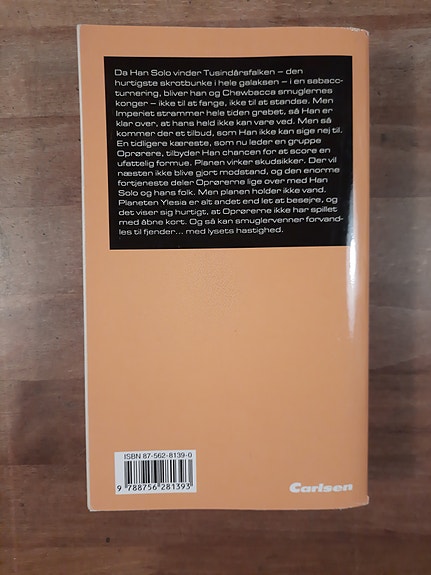 Da Han Solo vinder Tusindårsfalken – den
hurtigste skrotbunke i hele galaksen – i en sabacc-
turnering, bliver han og Chewbacca smuglernes
konger – ikke til at fange, ikke til at standse. Men
Imperiet strammer hele tiden grebet, så Han er
klar over, at hans held ikke kan vare ved. Men så
kommer der et tilbud, som Han ikke kan sige nej til.
En tidligere kæreste, som nu leder en gruppe
Oprørere, tilbyder Han chancen for at score en
ufattelig formue. Planen virker skudsikker. Der vil
næsten ikke blive gjort modstand, og den enorme
fortjeneste deler Oprørerne lige over med Han
Solo og hans folk. Men planen holder ikke vand.
Planeten Ylesia er alt andet end let at besejre, og
det viser sig hurtigt, at Oprørerne ikke har spillet
med åbne kort. Og så kan smuglervenner forvand-
les til fjender... med lysets hastighed.
ISBN 87-562-8139-0
9 788756 281393
Carlsen